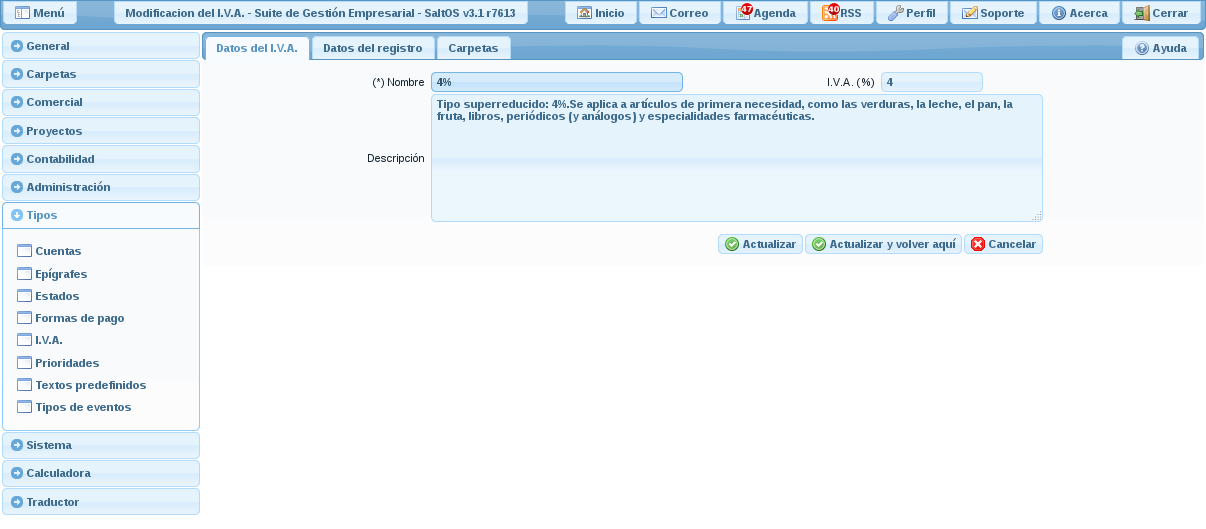 Menú
Modificacion del I.V.A. - Suite de Gestión Empresarial - SaltOS v3.1 r7613
Inicio
Correo
47
Agenda
40
RSS
Perfil
Soporte
Acerca
Cerrar
General
Carpetas
Comercial
Proyectos
Contabilidad
Administración
Tipos
Cuentas
Epígrafes
Estados
Formas de pago
I.V.A.
Prioridades
Textos predefinidos
Tipos de eventos
Sistema
Calculadora
Traductor
Datos del I.V.A.
Datos del registro
Carpetas
Ayuda
(*) Nombre
4%
I.V.A. (%)
4
Descripción
Tipo superreducido: 4%.Se aplica a artículos de primera necesidad, como las verduras, la leche, el pan, la
fruta, libros, periódicos (y análogos) y especialidades farmacéuticas.
Actualizar
Actualizar y volver aquí
Cancelar